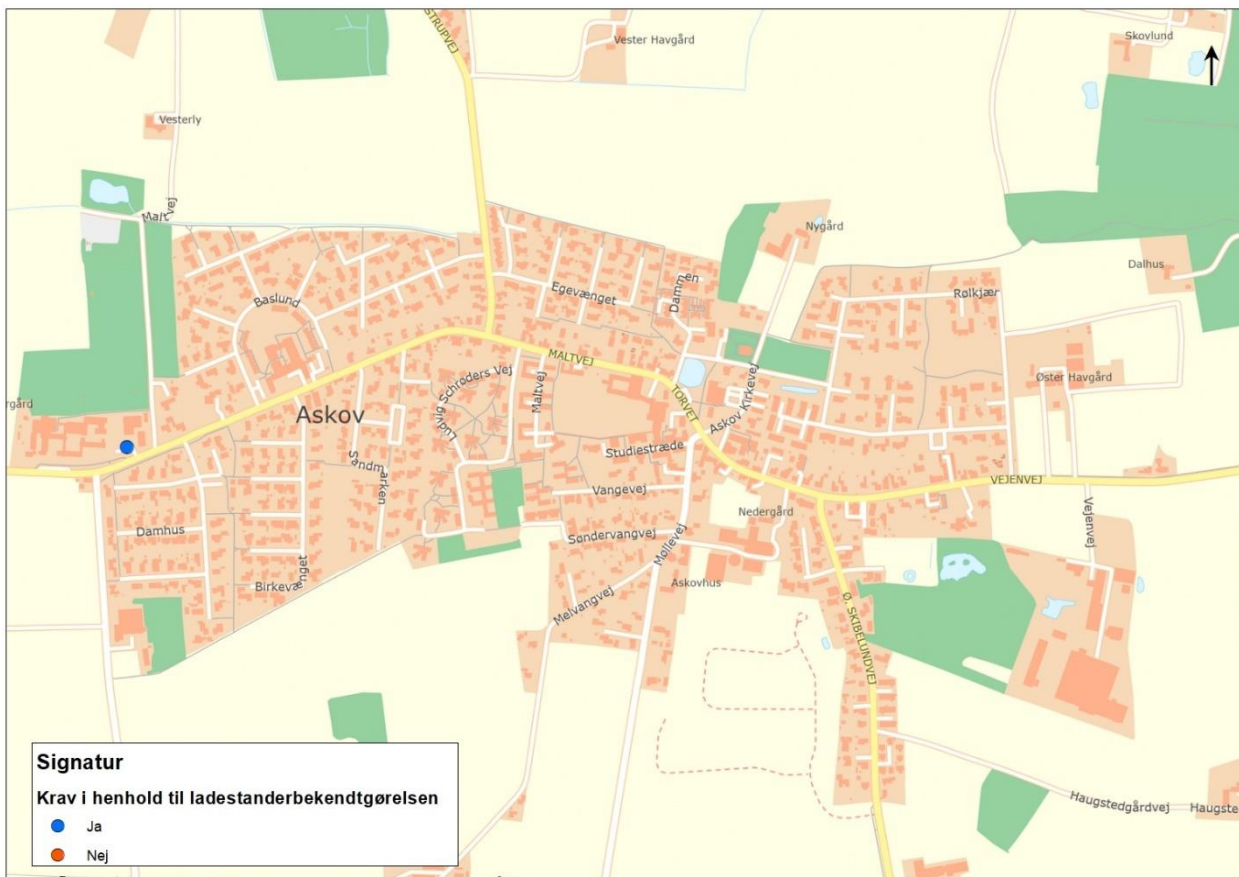 STRUPVEJ
Vester Havgård
Skovlund
Vesterly
Malt vej
Nygård
Dalhus
Dammen
Egevænget
Rølkjær
Baslund
MALTVEJ
Ludvig Schrøders Vej
Maltvej
Øster Havgård
rgård
Askov
TORVET
Askov Kirkevej
Studiestræde
Sandmarken
Vangevej
VEJENVEJ
Nedergård
Vejenvej
Damhus
Søndervangvej
Møllevej
Birkevænget
Melvangvej
Askovhus
Ø. SKIBELUNDVEJ
Haugstedgårdvej
Haugste
Signatur
Krav i henhold til ladestanderbekendtgørelsen
Ja
Nej